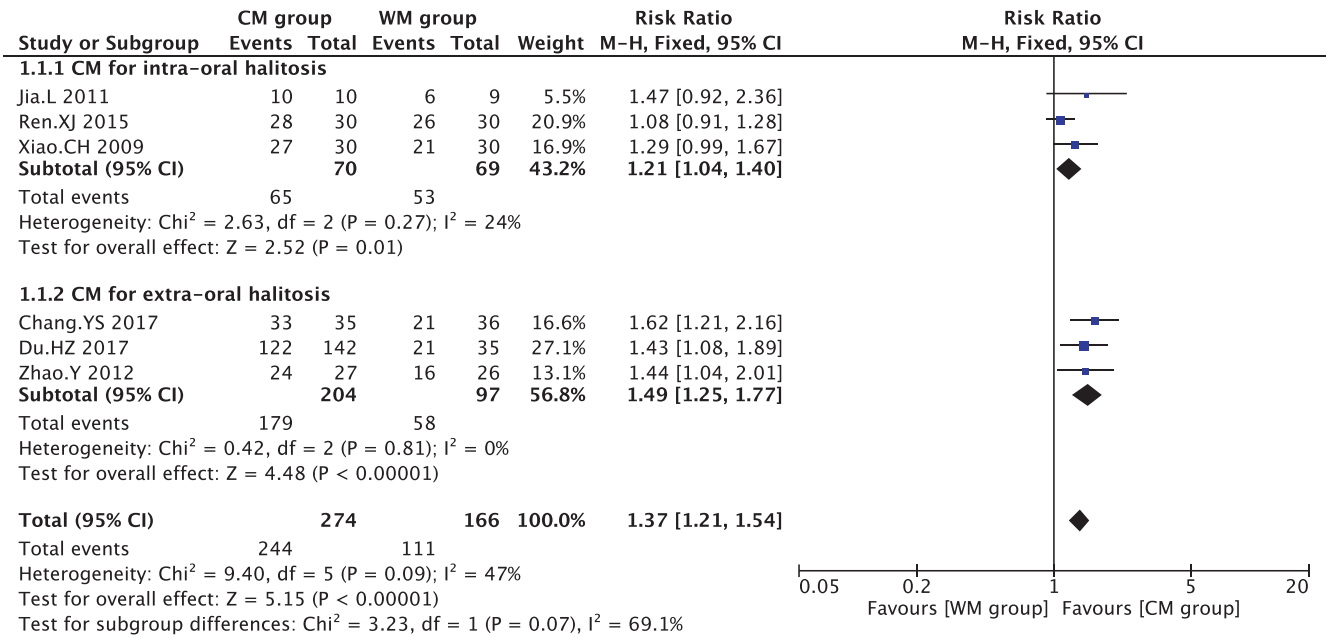 CM group WM group Risk Ratio Risk Ratio
Study or Subgroup Events Total Events Total Weight M-H, Fixed, 95% CI M-H, Fixed, 95% CI
1.1.1 CM for intra-oral halitosis
Jia.L 2011 10 10 6 9 5.5% 1.47 [0.92, 2.36]
Ren.XJ 2015 28 30 26 30 20.9% 1.08 [0.91, 1.28]
Xiao.CH 2009 27 30 21 30 16.9% 1.29 [0.99, 1.67]
Subtotal (95% CI) 70 69 43.2% 1.21 [1.04, 1.40]
Total events 65 53
Heterogeneity: Chi² = 2.63, df = 2 (P = 0.27); I² = 24%
Test for overall effect: Z = 2.52 (P = 0.01)
1.1.2 CM for extra-oral halitosis
Chang.YS 2017 33 35 21 36 16.6% 1.62 [1.21, 2.16]
Du.HZ 2017 122 142 21 35 27.1% 1.43 [1.08, 1.89]
Zhao.Y 2012 24 27 16 26 13.1% 1.44 [1.04, 2.01]
Subtotal (95% CI) 204 97 56.8% 1.49 [1.25, 1.77]
Total events 179 58
Heterogeneity: Chi² = 0.42, df = 2 (P = 0.81); I² = 0%
Test for overall effect: Z = 4.48 (P < 0.00001)
Total (95% CI) 274 166 100.0% 1.37 [1.21, 1.54]
Total events 244 111
Heterogeneity: Chi² = 9.40, df = 5 (P = 0.09); I² = 47%
Test for overall effect: Z = 5.15 (P < 0.00001)
Test for subgroup differences: Chi² = 3.23, df = 1 (P = 0.07), I² = 69.1%
0.05 0.2 1 5 20
Favours [WM group] Favours [CM group]